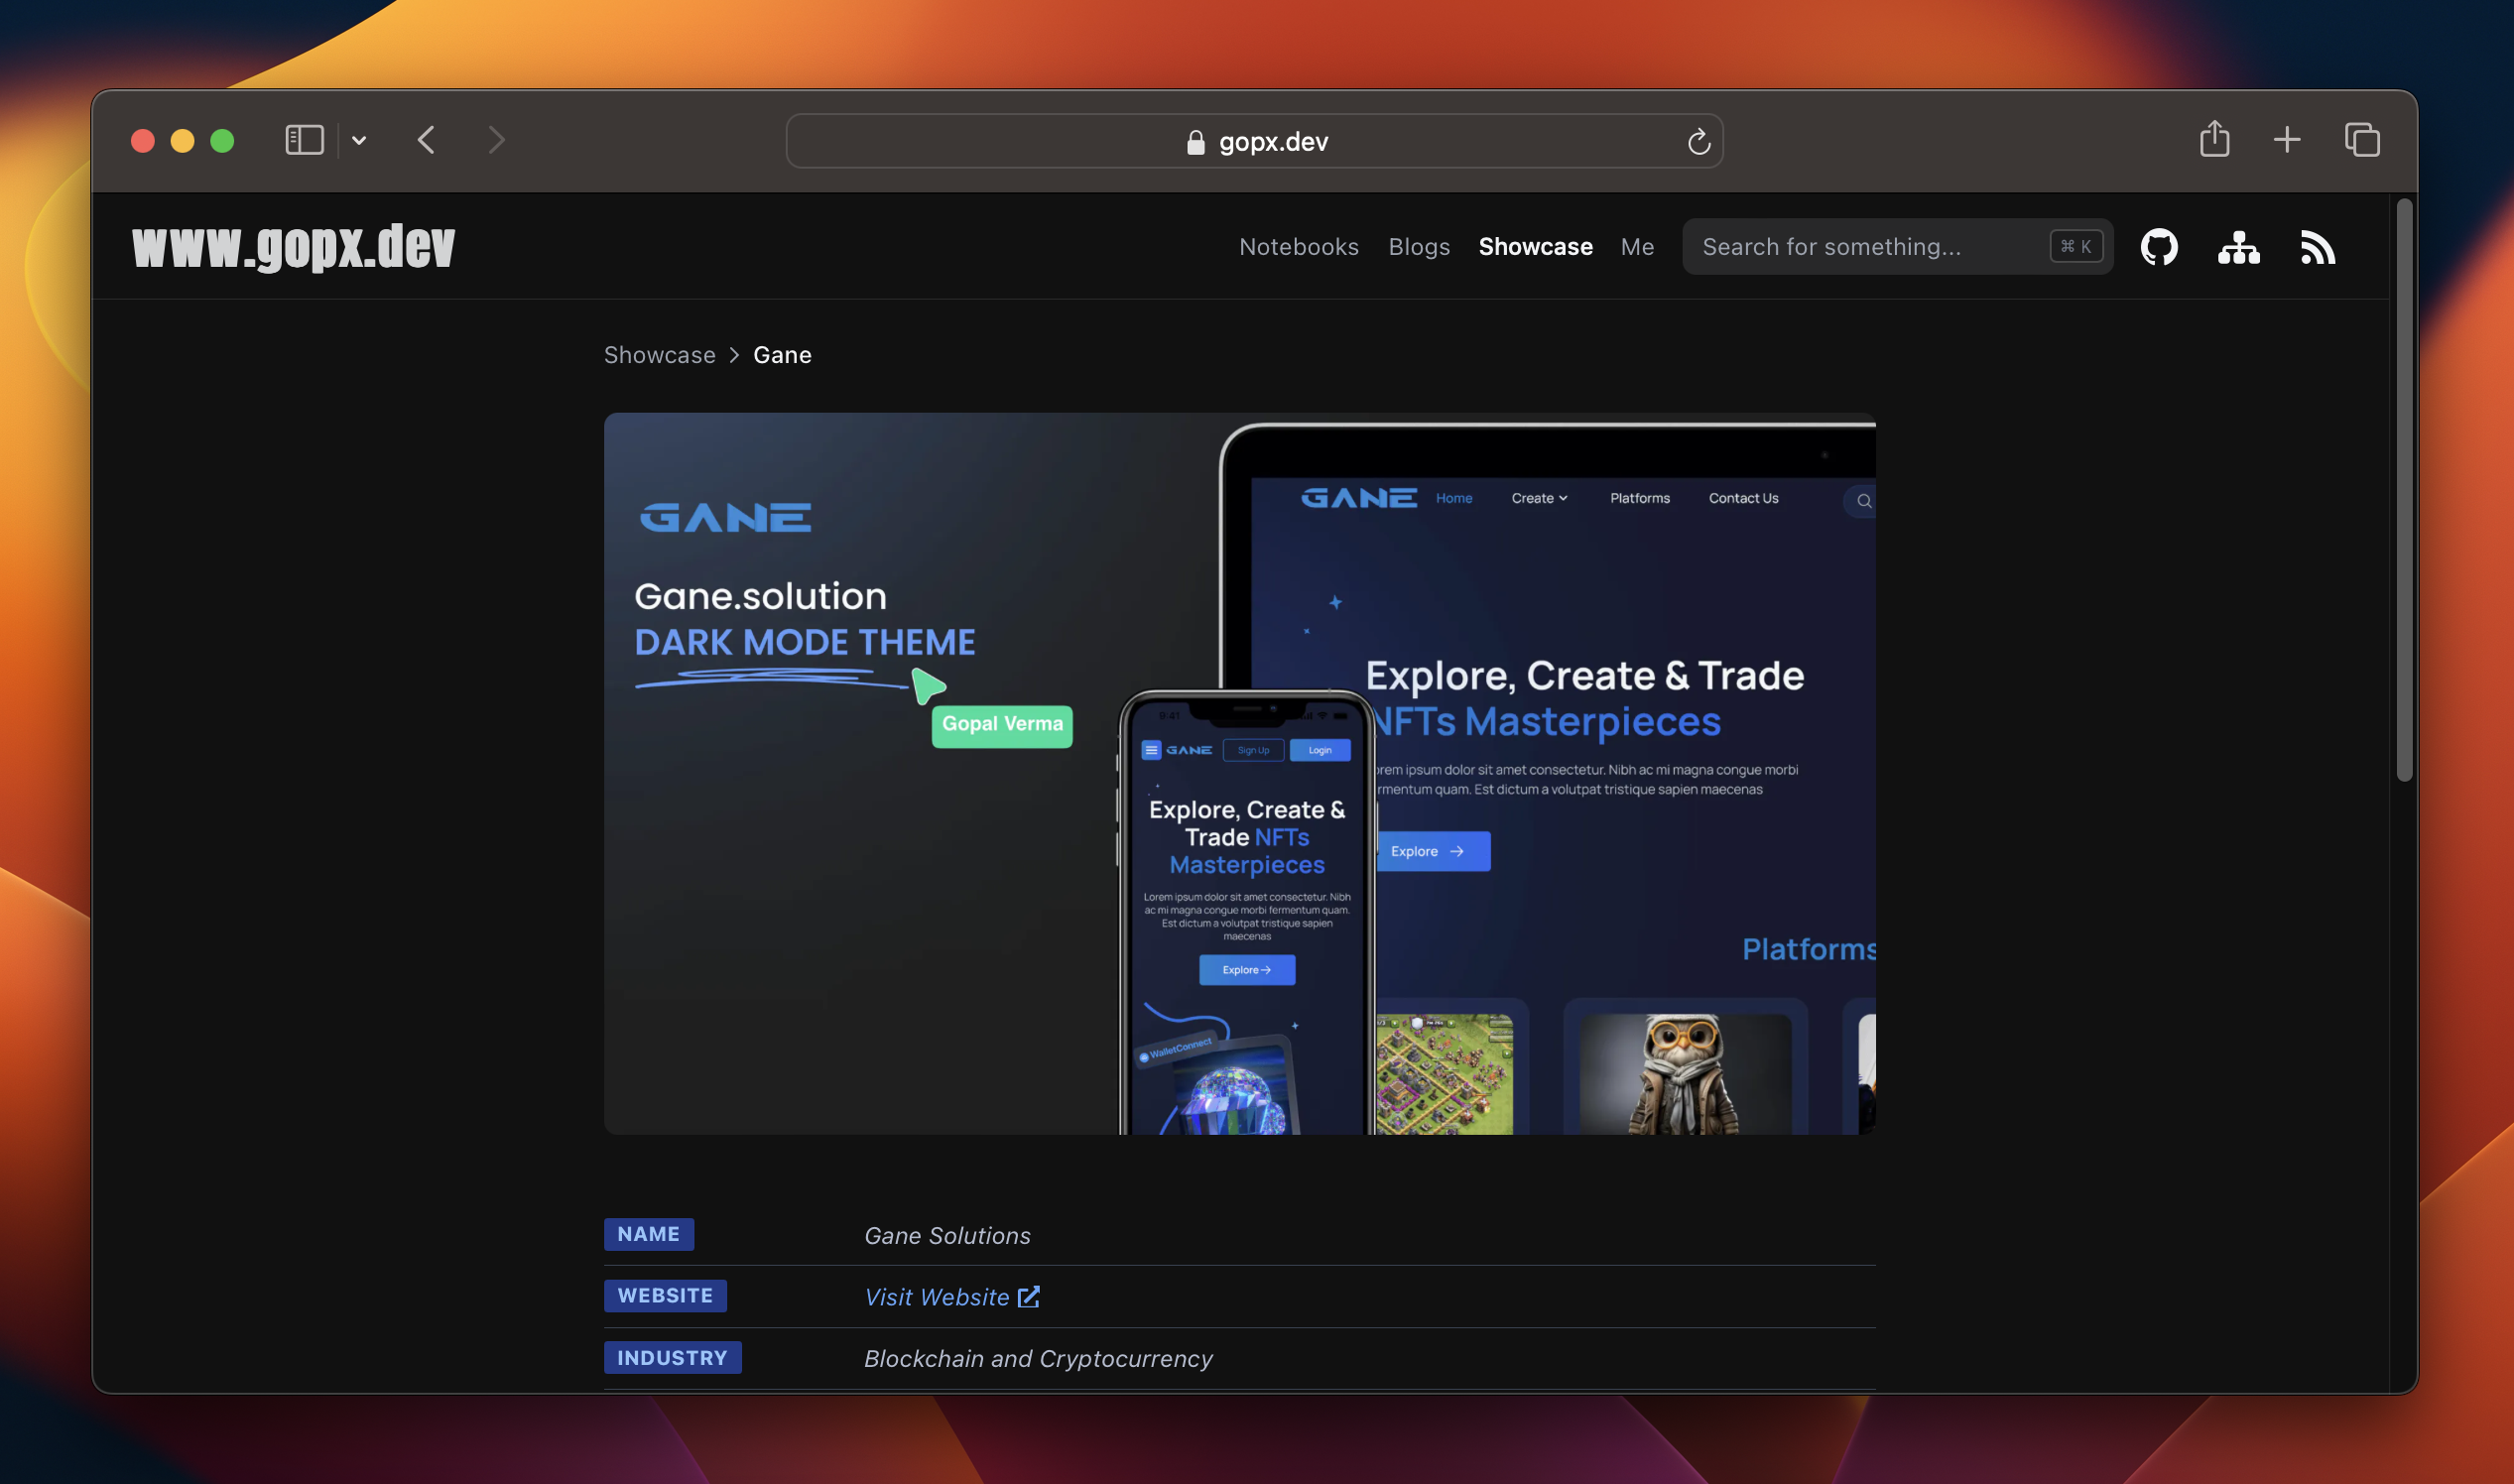 gopx.dev
www.gopx.dev
Notebooks Blogs Showcase Me Search for something... ⌘ K
Showcase > Gane
GANE
Gane.solution
DARK MODE THEME
Gopal Verma
GANE Home Create Platforms Contact Us
Explore, Create & Trade
NFTs Masterpieces
orem ipsum dolor sit amet consectetur. Nibh ac mi magna congue morbi
rmentum quam. Est dictum a volutpat tristique sapien maecenas
Explore →
Platforms
9:41
GANE Sign Up Login
Explore, Create &
Trade NFTs
Masterpieces
Lorem ipsum dolor sit amet consectetur. Nibh
ac mi magna congue morbi fermentum quam.
Est dictum a volutpat tristique sapien
maecenas
Explore →
WalletConnect
NAME Gane Solutions
WEBSITE Visit Website
INDUSTRY Blockchain and Cryptocurrency